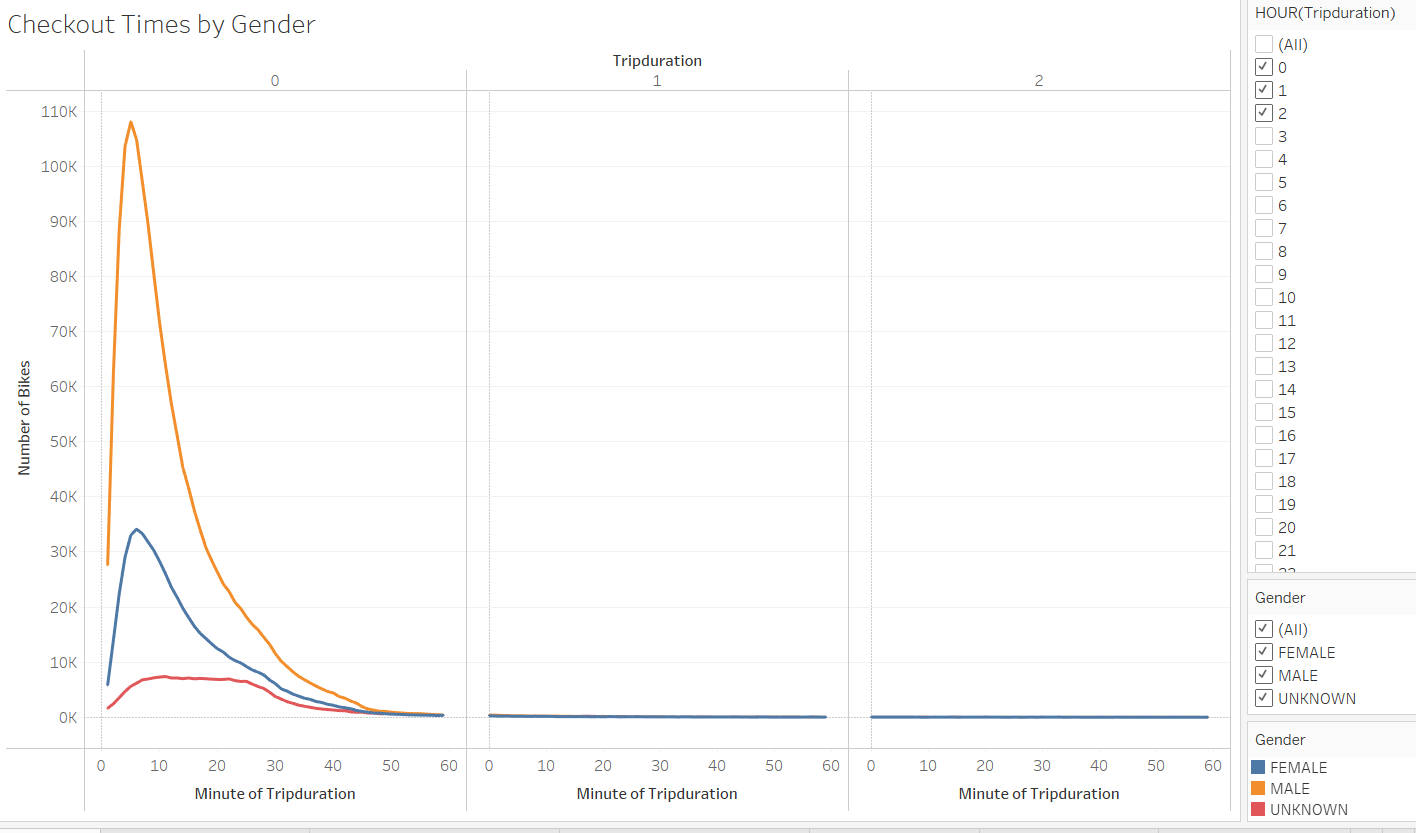 Checkout Times by Gender
Tripduration
0 1 2
110K
100K
90K
80K
70K
60K
50K
40K
30K
20K
10K
0K
Number of Bikes
0 10 20 30 40 50 60 0 10 20 30 40 50 60 0 10 20 30 40 50 60
Minute of Tripduration Minute of Tripduration Minute of Tripduration
HOUR(Tripduration)
(All)
0
1
2
3
4
5
6
7
8
9
10
11
12
13
14
15
16
17
18
19
20
21
Gender
(All)
FEMALE
MALE
UNKNOWN
Gender
FEMALE
MALE
UNKNOWN